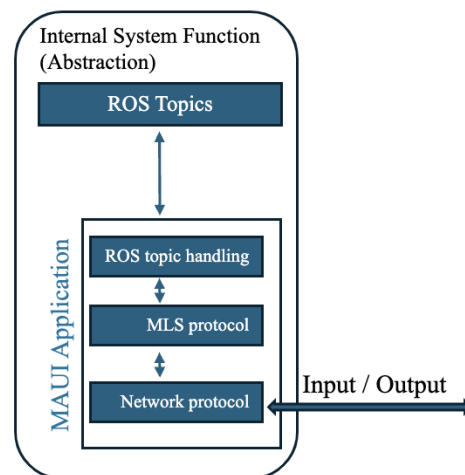 Internal System Function
(Abstraction)
ROS Topics
MAUI Application
ROS topic handling
MLS protocol
Network protocol
Input / Output